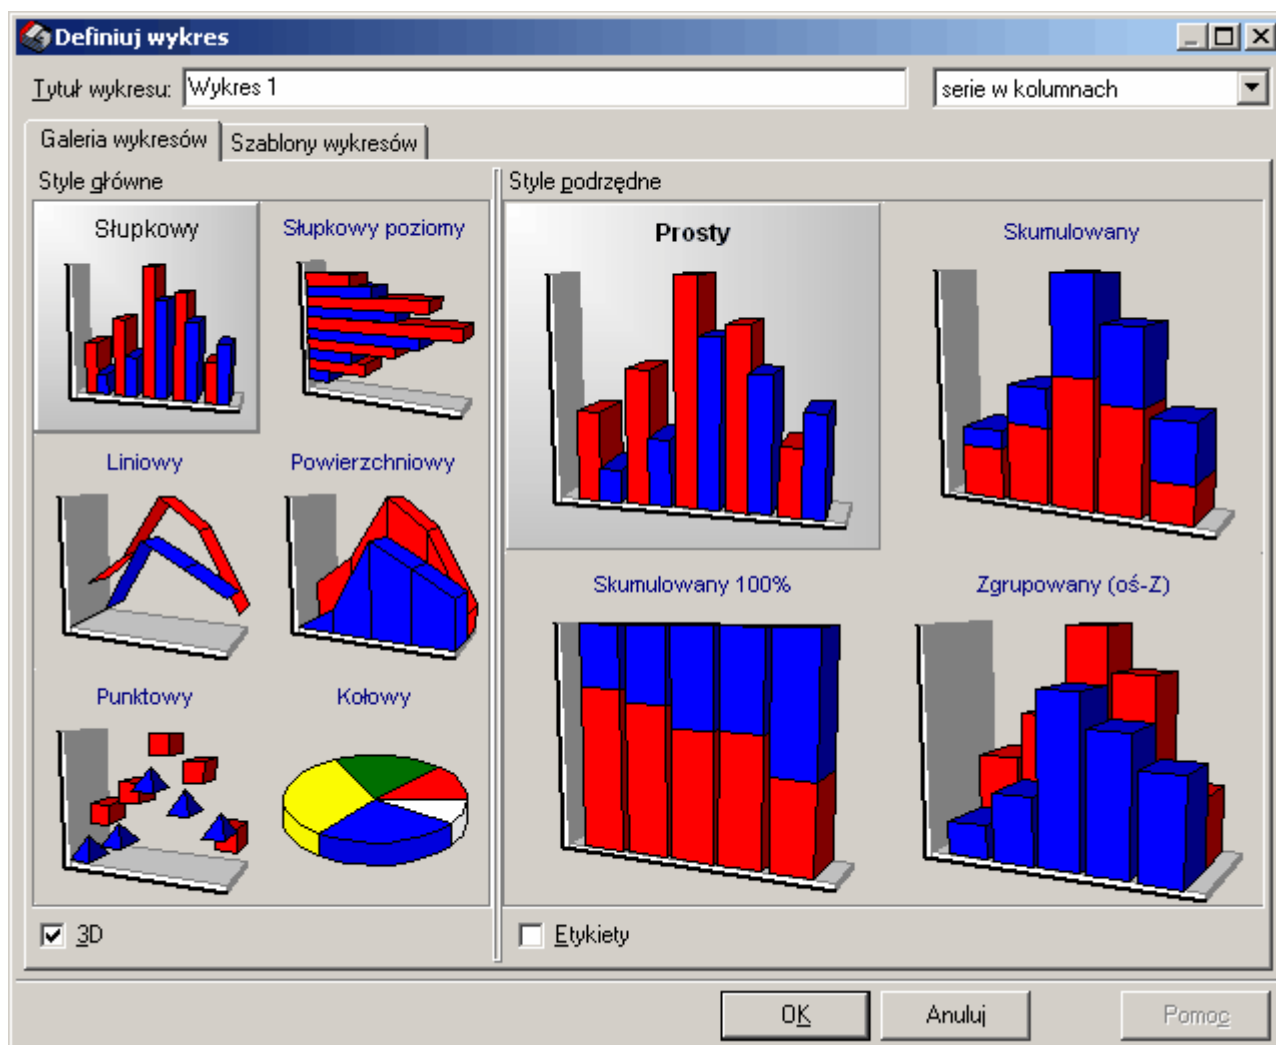 Definiuj wykres
Tytuł wykresu: Wykres 1 serie w kolumnach
Galeria wykresów Szablony wykresów
Style główne Style podrzędne
Słupkowy Słupkowy poziomy Prosty Skumulowany
Liniowy Powierzchniowy
Skumulowany 100% Zgrupowany (oś-Z)
Punktowy Kołowy
3D Etykiety
OK Anuluj Pomoc